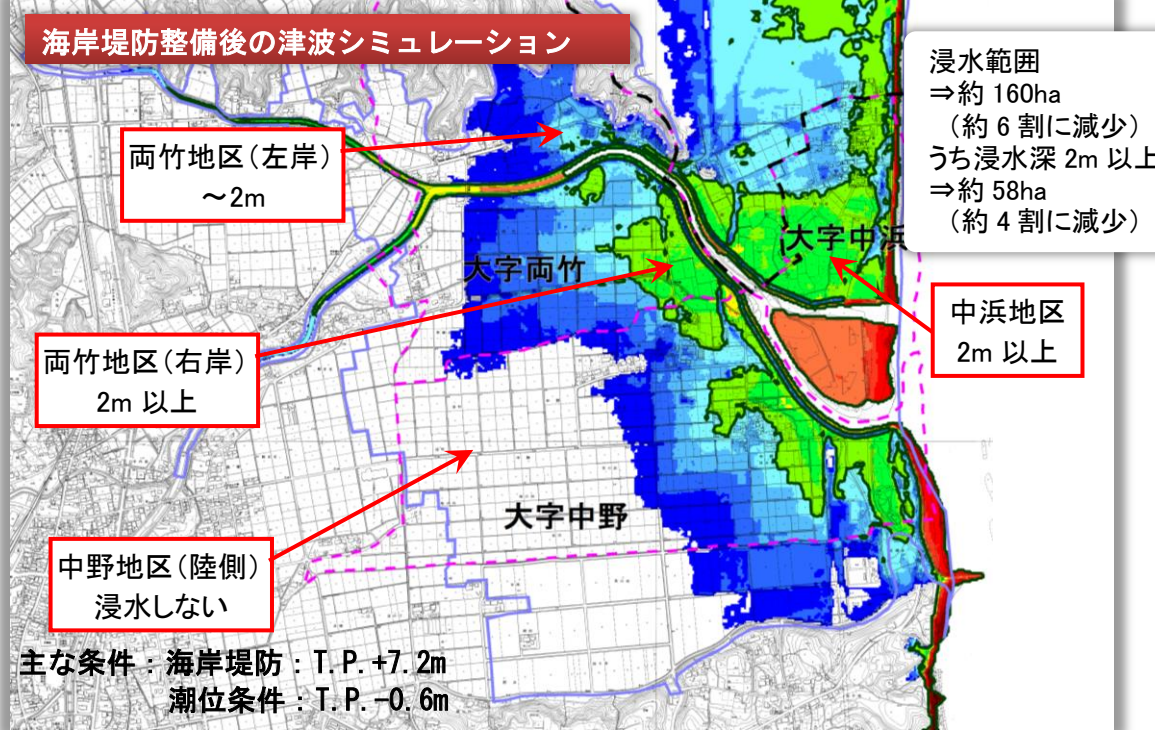 海岸堤防整備後の津波シミュレーション
浸水範囲
⇒約 160ha
（約 6 割に減少）
うち浸水深 2m 以上
⇒約 58ha
（約 4 割に減少）
両竹地区（左岸）
～2m
大字中浜
大字両竹
中浜地区
2m 以上
両竹地区（右岸）
2m 以上
大字中野
中野地区（陸側）
浸水しない
主な条件：海岸堤防：T.P.+7.2m
潮位条件：T.P.-0.6m